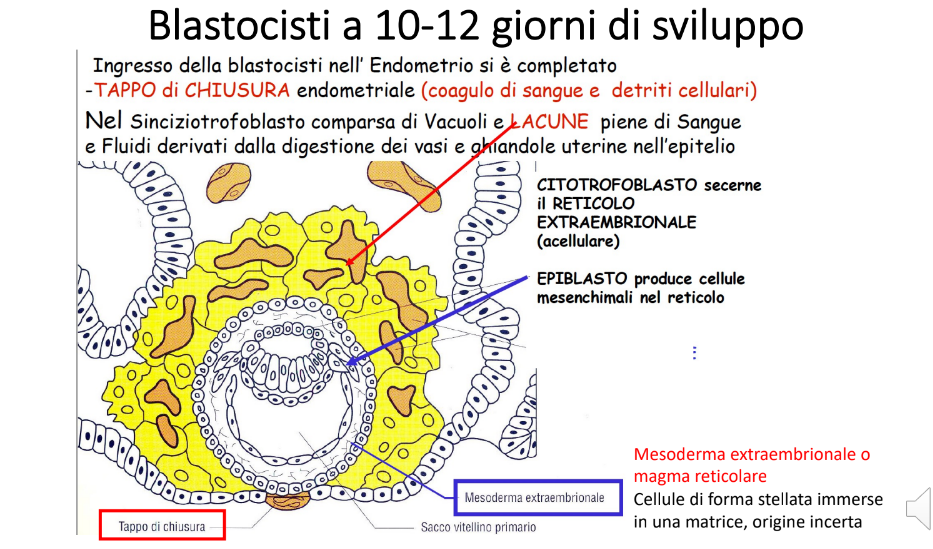 Blastocisti a 10-12 giorni di sviluppo
Ingresso della blastocisti nell' Endometrio si è completato
-TAPPO di CHIUSURA endometriale (coagulo di sangue e detriti cellulari)
Nel Sinciziotrofoblasto comparsa di Vacuoli e LACUNE piene di Sangue
e Fluidi derivati dalla digestione dei vasi e ghiandole uterine nell'epitelio
CITOTROFOBLASTO secerne
il RETICOLO
EXTRAEMBRIONALE
(acellulare)
EPIBLASTO produce cellule
mesenchimali nel reticolo
...
Mesoderma extraembrionale o
magma reticolare
Cellule di forma stellata immerse
in una matrice, origine incerta
Mesoderma extraembrionale
Tappo di chiusura
Sacco vitellino primario